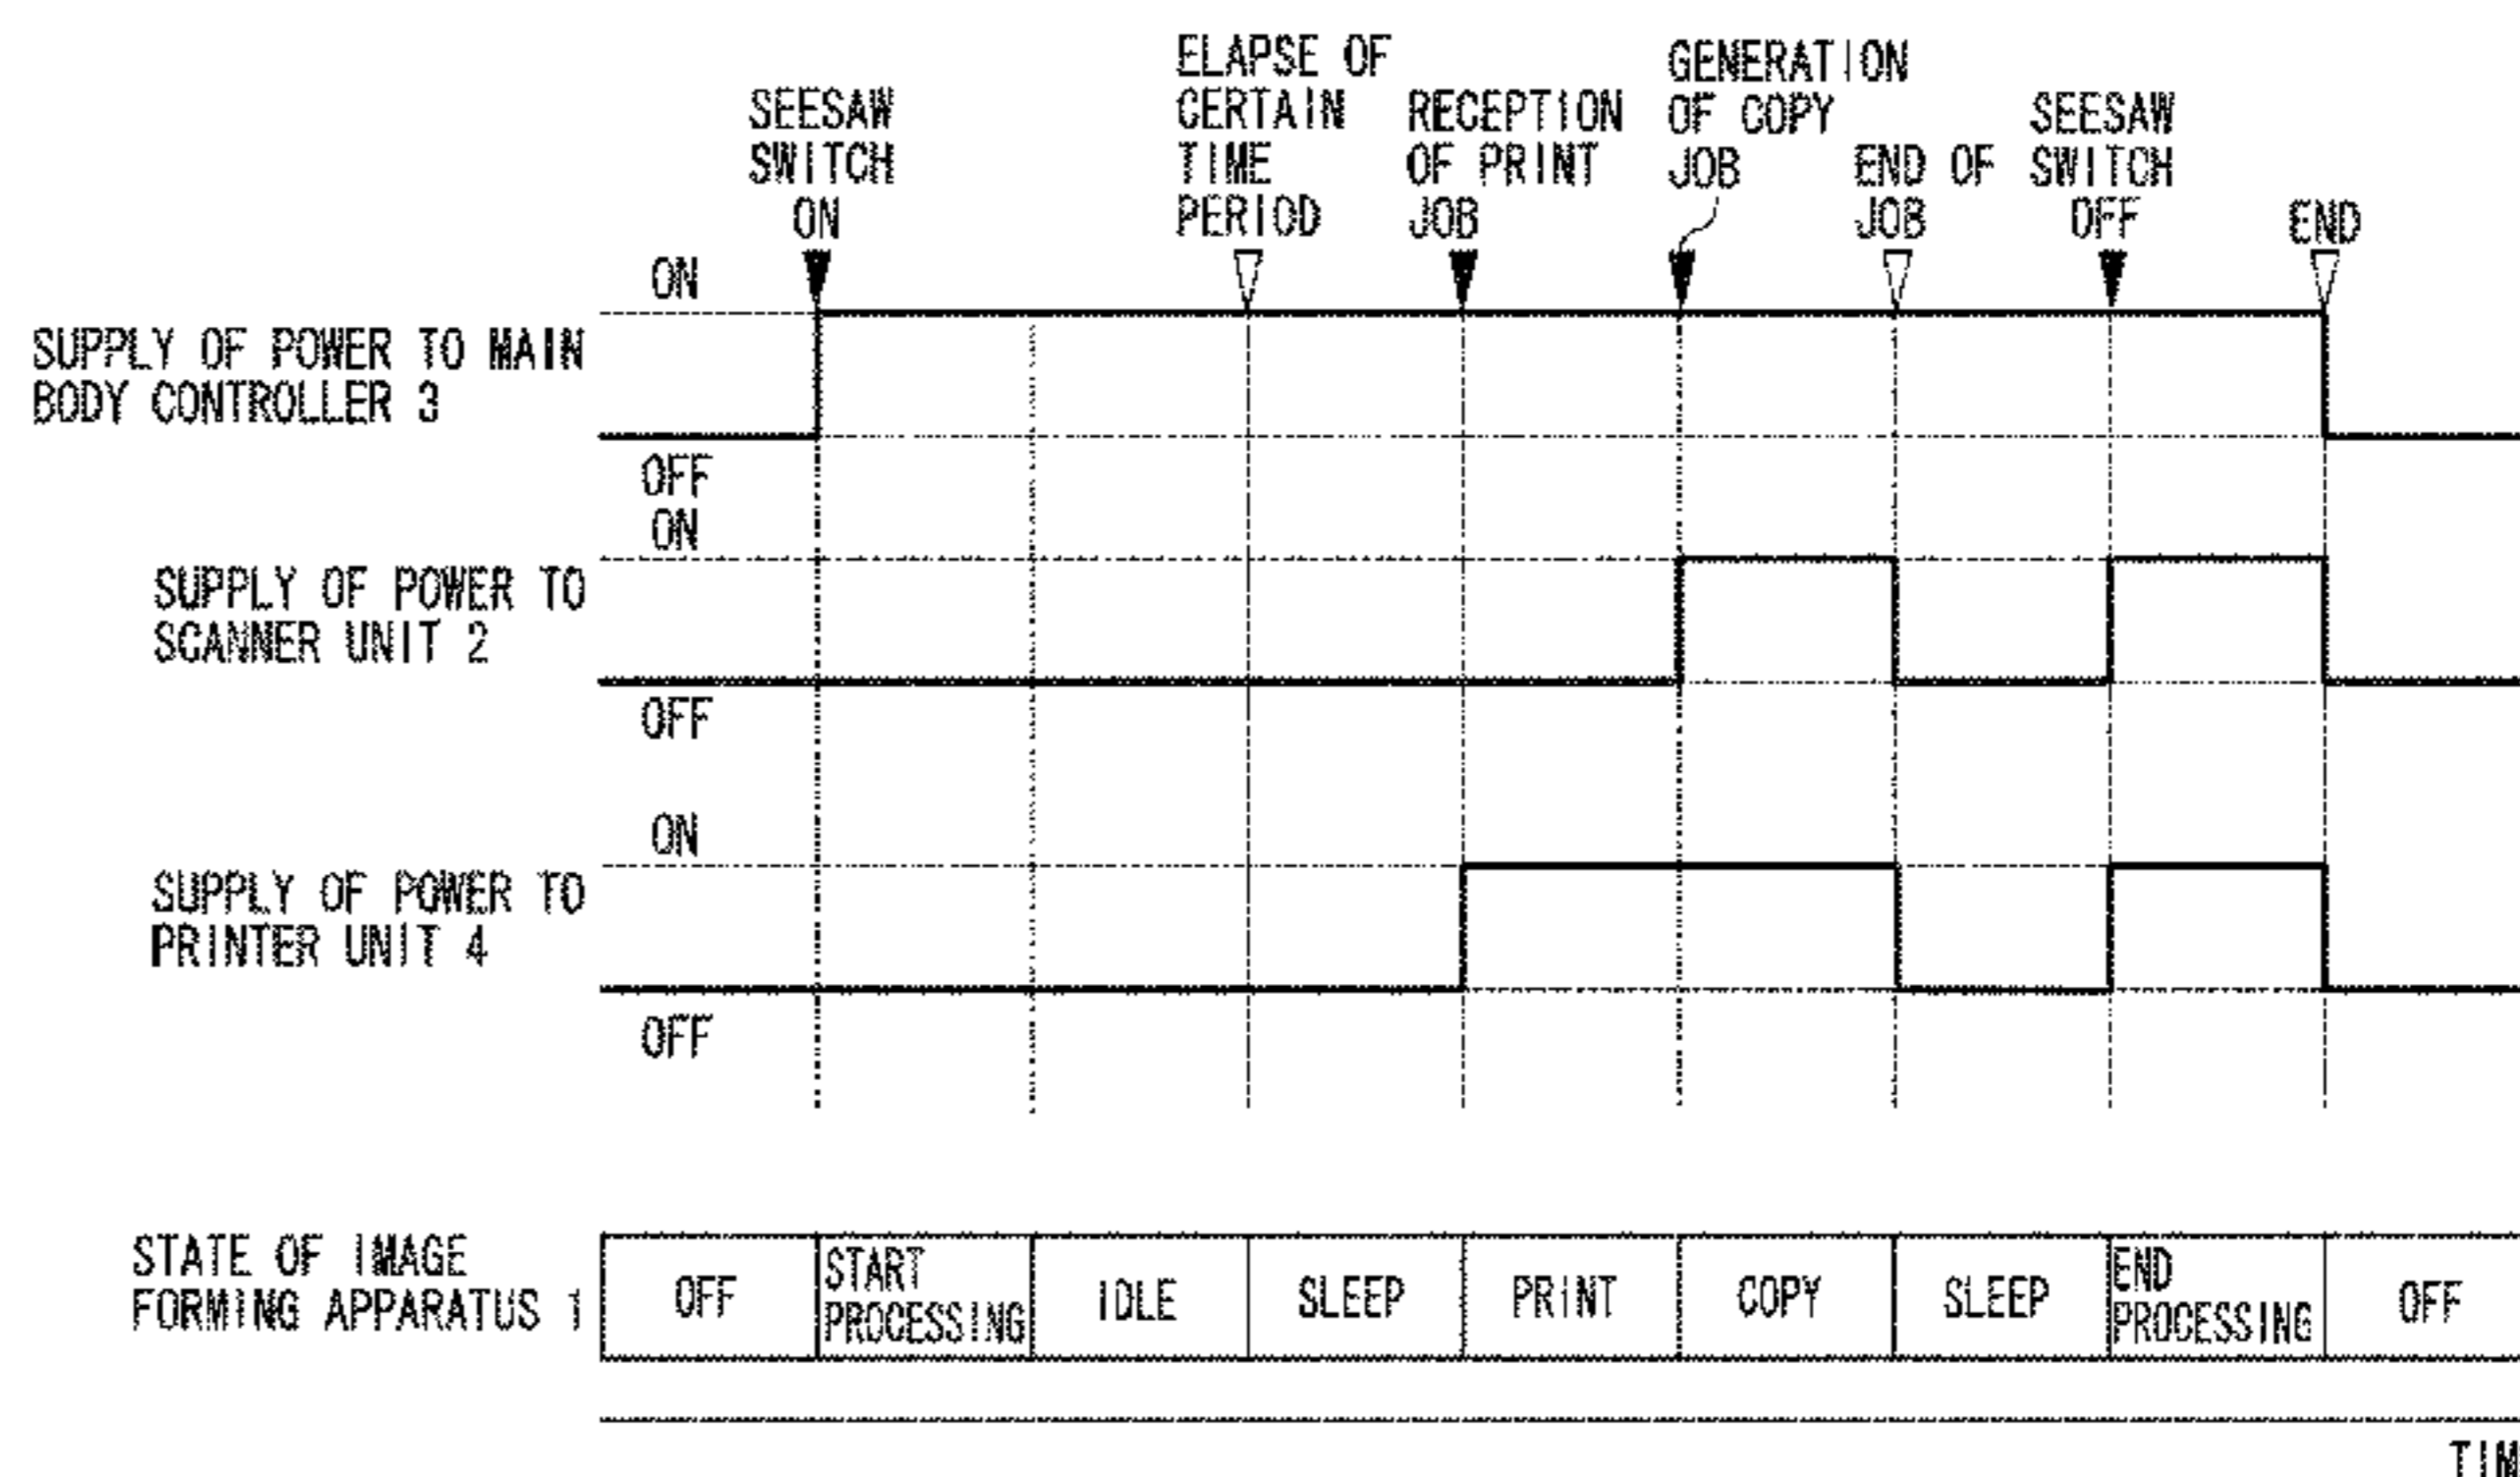 SEESAW
SWITCH
ON
ELAPSE OF
CERTAIN
TIME
PERIOD
RECEPTION
OF PRINT
JOB
GENERATION
OF COPY
JOB
END OF
JOB
SEESAW
SWITCH
OFF
END
SUPPLY OF POWER TO MAIN
BODY CONTROLLER 3
ON
OFF
SUPPLY OF POWER TO
SCANNER UNIT 2
ON
OFF
SUPPLY OF POWER TO
PRINTER UNIT 4
ON
OFF
STATE OF IMAGE
FORMING APPARATUS 1
OFF
START
PROCESSING
IDLE
SLEEP
PRINT
COPY
SLEEP
END
PROCESSING
OFF
TIM